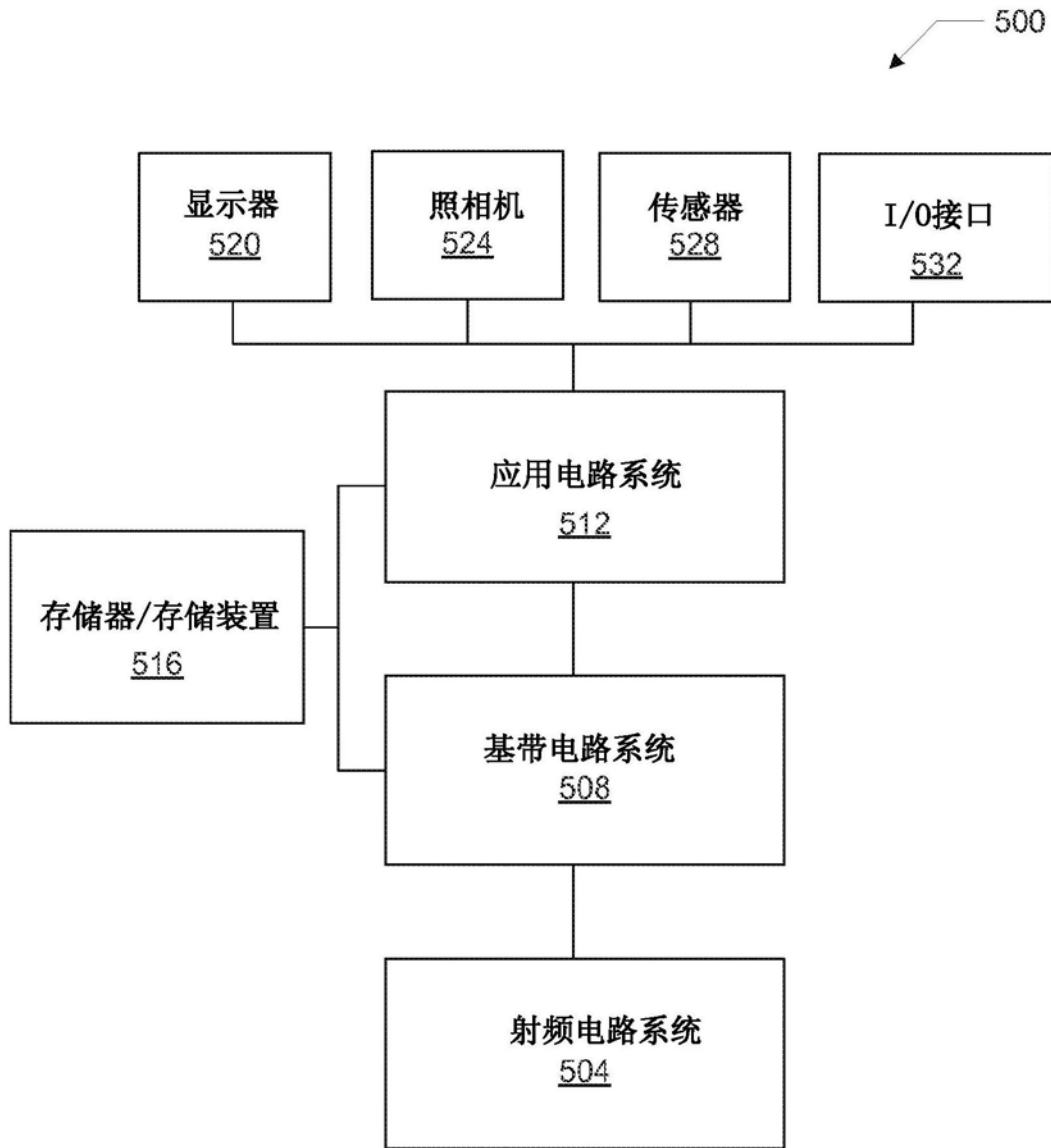 500
显示器
520
照相机
524
传感器
528
I/O接口
532
应用电路系统
512
存储器/存储装置
516
基带电路系统
508
射频电路系统
504